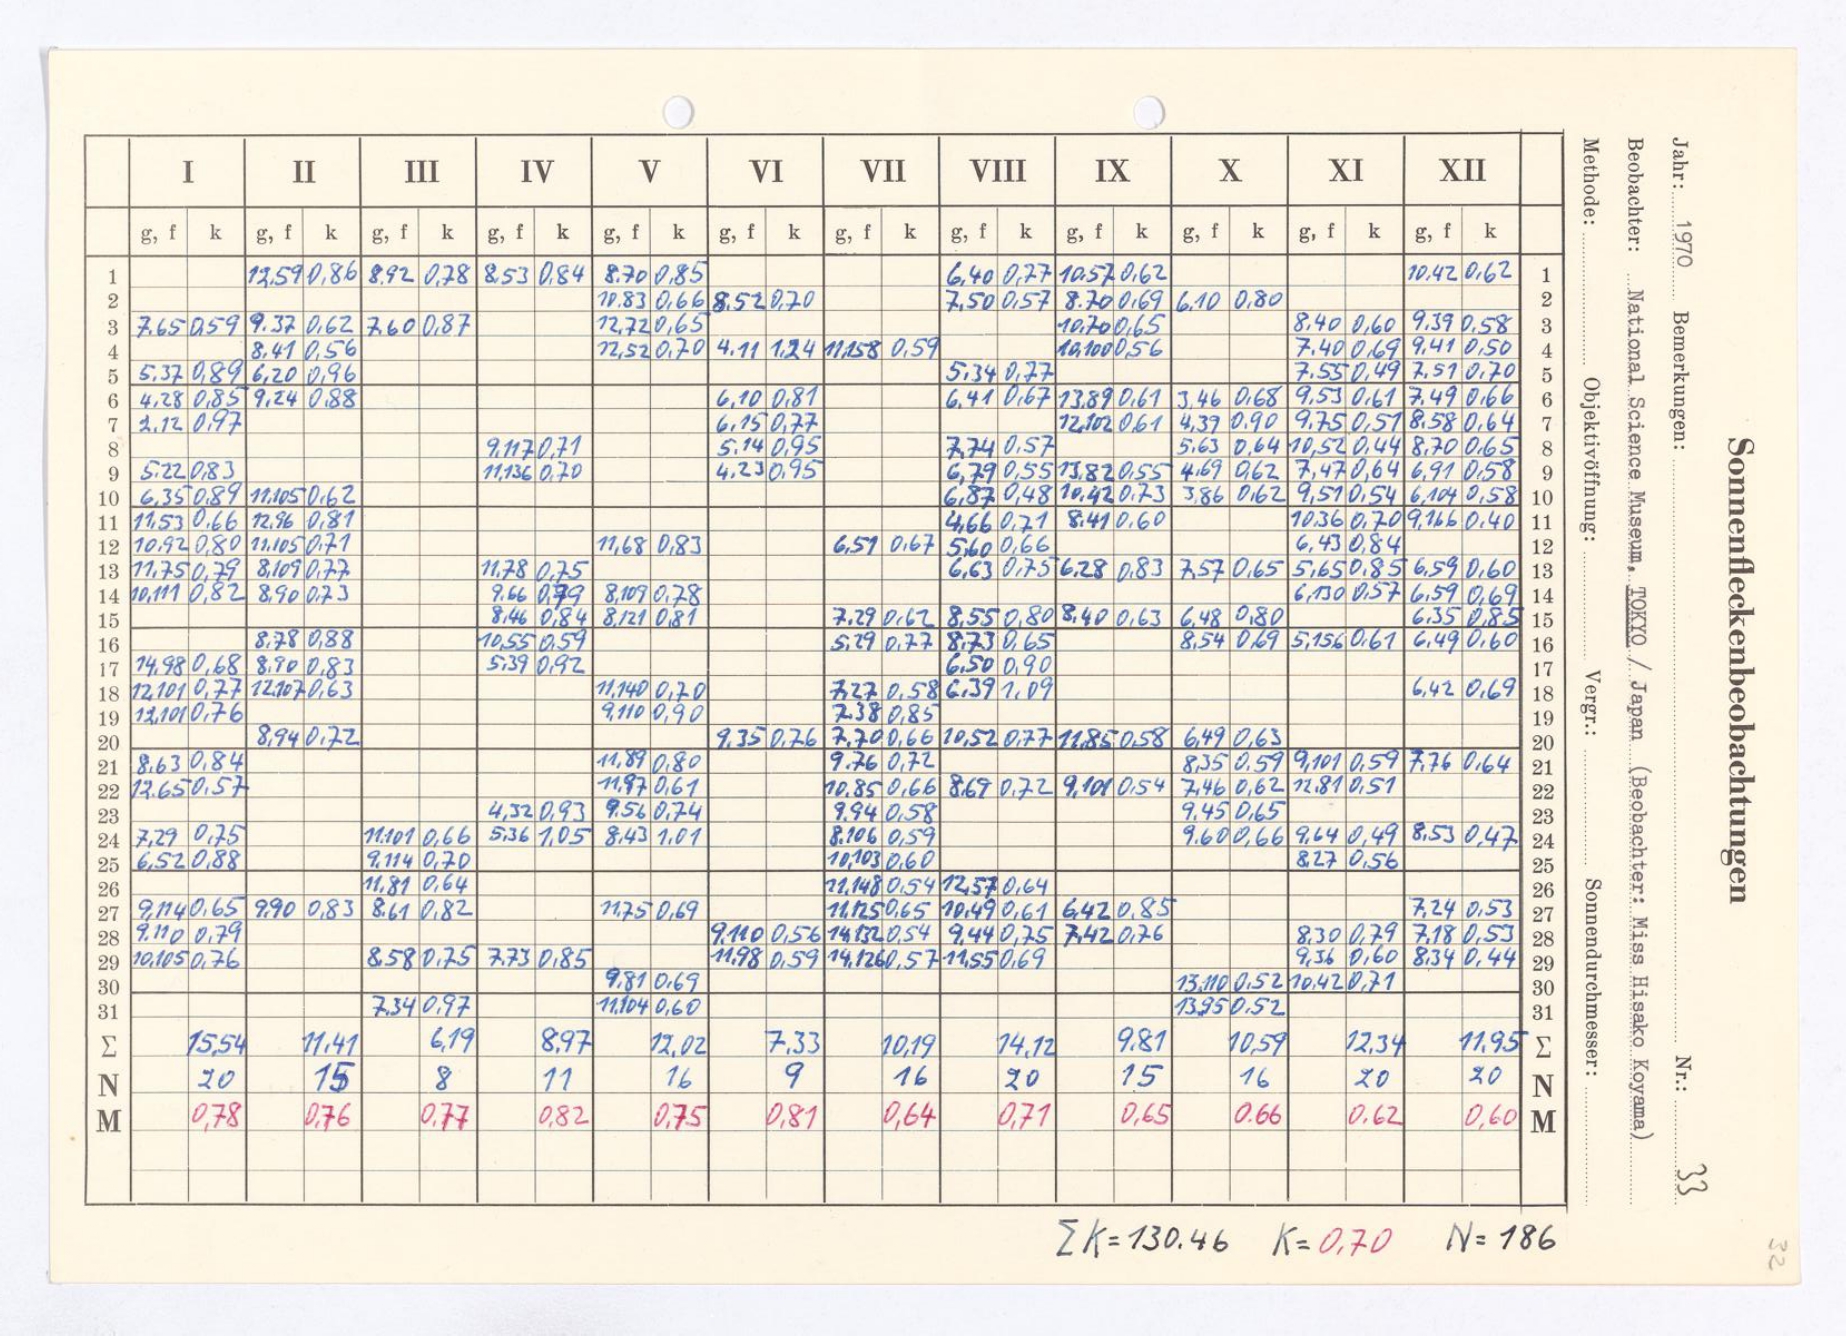 I II III IV V VI VII VIII IX X XI XII
g, f k g, f k g, f k g, f k g, f k g, f k g, f k g, f k g, f k g, f k g, f k g, f k
1 12,59 0,86 8.92 0,78 8.53 0,84 8.70 0,85 6,40 0,77 10.57 0,62 10.42 0,62 1
2 10.83 0,66 8,52 0,70 7,50 0,57 8.70 0,69 6,10 0,80 2
3 7.65 0,59 9.37 0,62 7,60 0,87 12,72 0,65 10,70 0,65 8,40 0,60 9,39 0,58 3
4 8,41 0,56 12,52 0,70 4.11 1,24 11,158 0,59 10,100 0,56 7,40 0,69 9,41 0,50 4
5 5.37 0,89 6,20 0,96 5,34 0,77 7,55 0,49 7,51 0,70 5
6 4,28 0,85 9,24 0,88 6,10 0,81 6,41 0,67 13,89 0,61 3,46 0,68 9,53 0,61 7,49 0,66 6
7 2,12 0,97 6,15 0,77 12,102 0,61 4,39 0,90 9,75 0,51 8,58 0,64 7
8 9,117 0,71 5.14 0,95 7,74 0,57 5.63 0,64 10,52 0,44 8,70 0,65 8
9 5.22 0,83 11,136 0,70 4.23 0,95 6,79 0,55 13,82 0,55 4.69 0,62 7,47 0,64 6,91 0,58 9
10 6,35 0,89 11,105 0,62 6,87 0,48 10,42 0,73 3,86 0,62 9,51 0,54 6,104 0,58 10
11 11,53 0,66 12,96 0,81 4,66 0,71 8,41 0,60 10,36 0,70 9,166 0,40 11
12 10,92 0,80 11,105 0,71 11,68 0,83 6,51 0,67 5,60 0,66 6,43 0,84 12
13 11,75 0,79 8,109 0,77 11,78 0,75 6,63 0,75 6,28 0,83 7,57 0,65 5,65 0,85 6,59 0,60 13
14 10,111 0,82 8,90 0,73 9.66 0,79 8,109 0,78 6,130 0,57 6,59 0,69 14
15 8,46 0,84 8,121 0,81 7,29 0,62 8,55 0,80 8,40 0,63 6,48 0,80 6.35 0,85 15
16 8,78 0,88 10,55 0,59 5,29 0,77 8,73 0,65 8,54 0,69 5,156 0,61 6,49 0,60 16
17 14,98 0,68 8,90 0,83 5.39 0,92 6,50 0,90 17
18 12,101 0,77 12,107 0,63 11,140 0,70 7,27 0,58 6,39 1,09 6,42 0,69 18
19 12,101 0,76 9,110 0,90 7.38 0,85 19
20 8,94 0,72 9.35 0,76 7,70 0,66 10,52 0,77 11,85 0,58 6,49 0,63 20
21 8,63 0,84 11,89 0,80 9.76 0,72 8,35 0,59 9,101 0,59 7,76 0,64 21
22 12,65 0,57 11,97 0,61 10,85 0,66 8,69 0,72 9,101 0,54 7,46 0,62 12,81 0,51 22
23 4,32 0,93 9.56 0,74 9.94 0,58 9.45 0,65 23
24 7,29 0,75 11,101 0,66 5.36 1,05 8,43 1,01 8,106 0,59 9.60 0,66 9,64 0,49 8,53 0,47 24
25 6,52 0,88 9,114 0,70 10,103 0,60 8,27 0,56 25
26 11,81 0,64 11,148 0,54 12,57 0,64 26
27 9,114 0,65 9.90 0,83 8.61 0,82 11,75 0,69 11,125 0,65 10,49 0,61 6,42 0,85 7,24 0,53 27
28 9,110 0,79 9,110 0,56 14,132 0,54 9,44 0,75 7,42 0,76 8,30 0,79 7,18 0,53 28
29 10,105 0,76 8,58 0,75 7,73 0,85 11,98 0,59 14,126 0,57 11,55 0,69 9,36 0,60 8,34 0,44 29
30 9,81 0,69 13,110 0,52 10,42 0,71 30
31 7,34 0,97 11,104 0,60 13,95 0,52 31
Σ 15,54 11,41 6,19 8,97 12,02 7,33 10,19 14,12 9.81 10,59 12,34 11,95 Σ
N 20 15 8 11 16 9 16 20 15 16 20 20 N
M 0,78 0,76 0,77 0,82 0,75 0,81 0,64 0,71 0,65 0.66 0.62 0,60 M
ΣK=130.46 K=0,70 N=186
Sonnenfleckenbeobachtungen
Jahr: 1970 Bemerkungen: Nr.: 33
Beobachter: National Science Museum, TOKYO / Japan (Beobachter: Miss Hisako Koyama)
Methode: Objektivöffnung: Vergr.: Sonnendurchmesser:
32